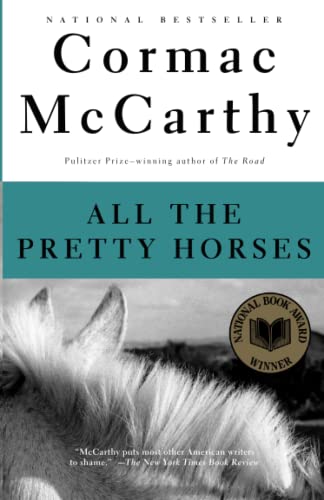 NATIONAL BESTSELLER
Cormac
McCarthy
Pulitzer Prize–winning author of The Road
ALL THE
PRETTY HORSES
NATIONAL BOOK AWARD
WINNER
"McCarthy puts most other American writers
to shame." —The New York Times Book Review